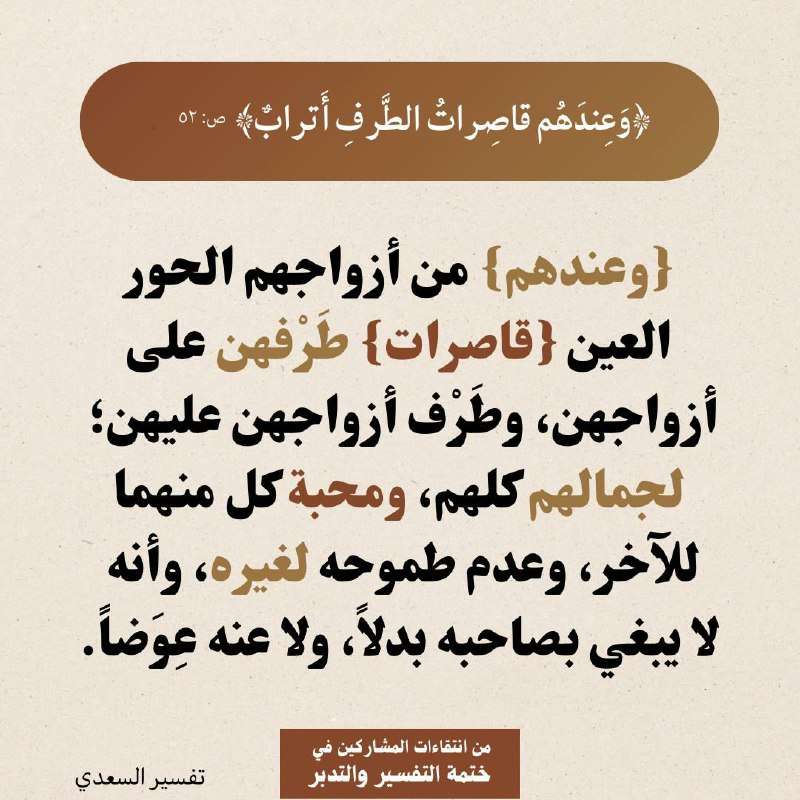 ﴿وَعِندَهُم قاصِراتُ الطَّرفِ أَترابٌ﴾ ص: ٥٢
{وعندهم} من أزواجهم الحور
العين {قاصرات} طَرْفهن على
أزواجهن، وطَرْف أزواجهن عليهن؛
لجمالهم كلهم، ومحبة كل منهما
للآخر، وعدم طموحه لغيره، وأنه
لا يبغي بصاحبه بدلاً، ولا عنه عِوَضاً.
من انتقاءات المشاركين في
ختمة التفسير والتدبر
تفسير السعدي